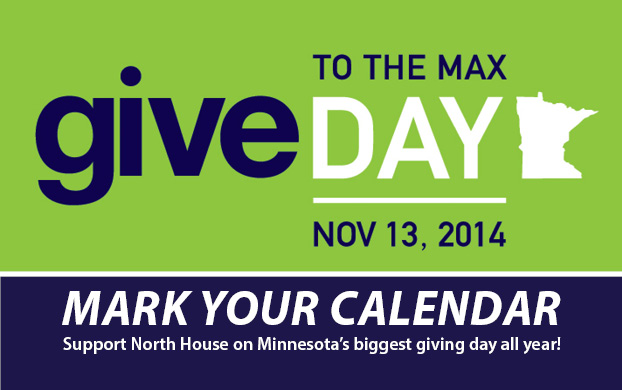 give TO THE MAX
DAY
NOV 13, 2014
MARK YOUR CALENDAR
Support North House on Minnesota's biggest giving day all year!